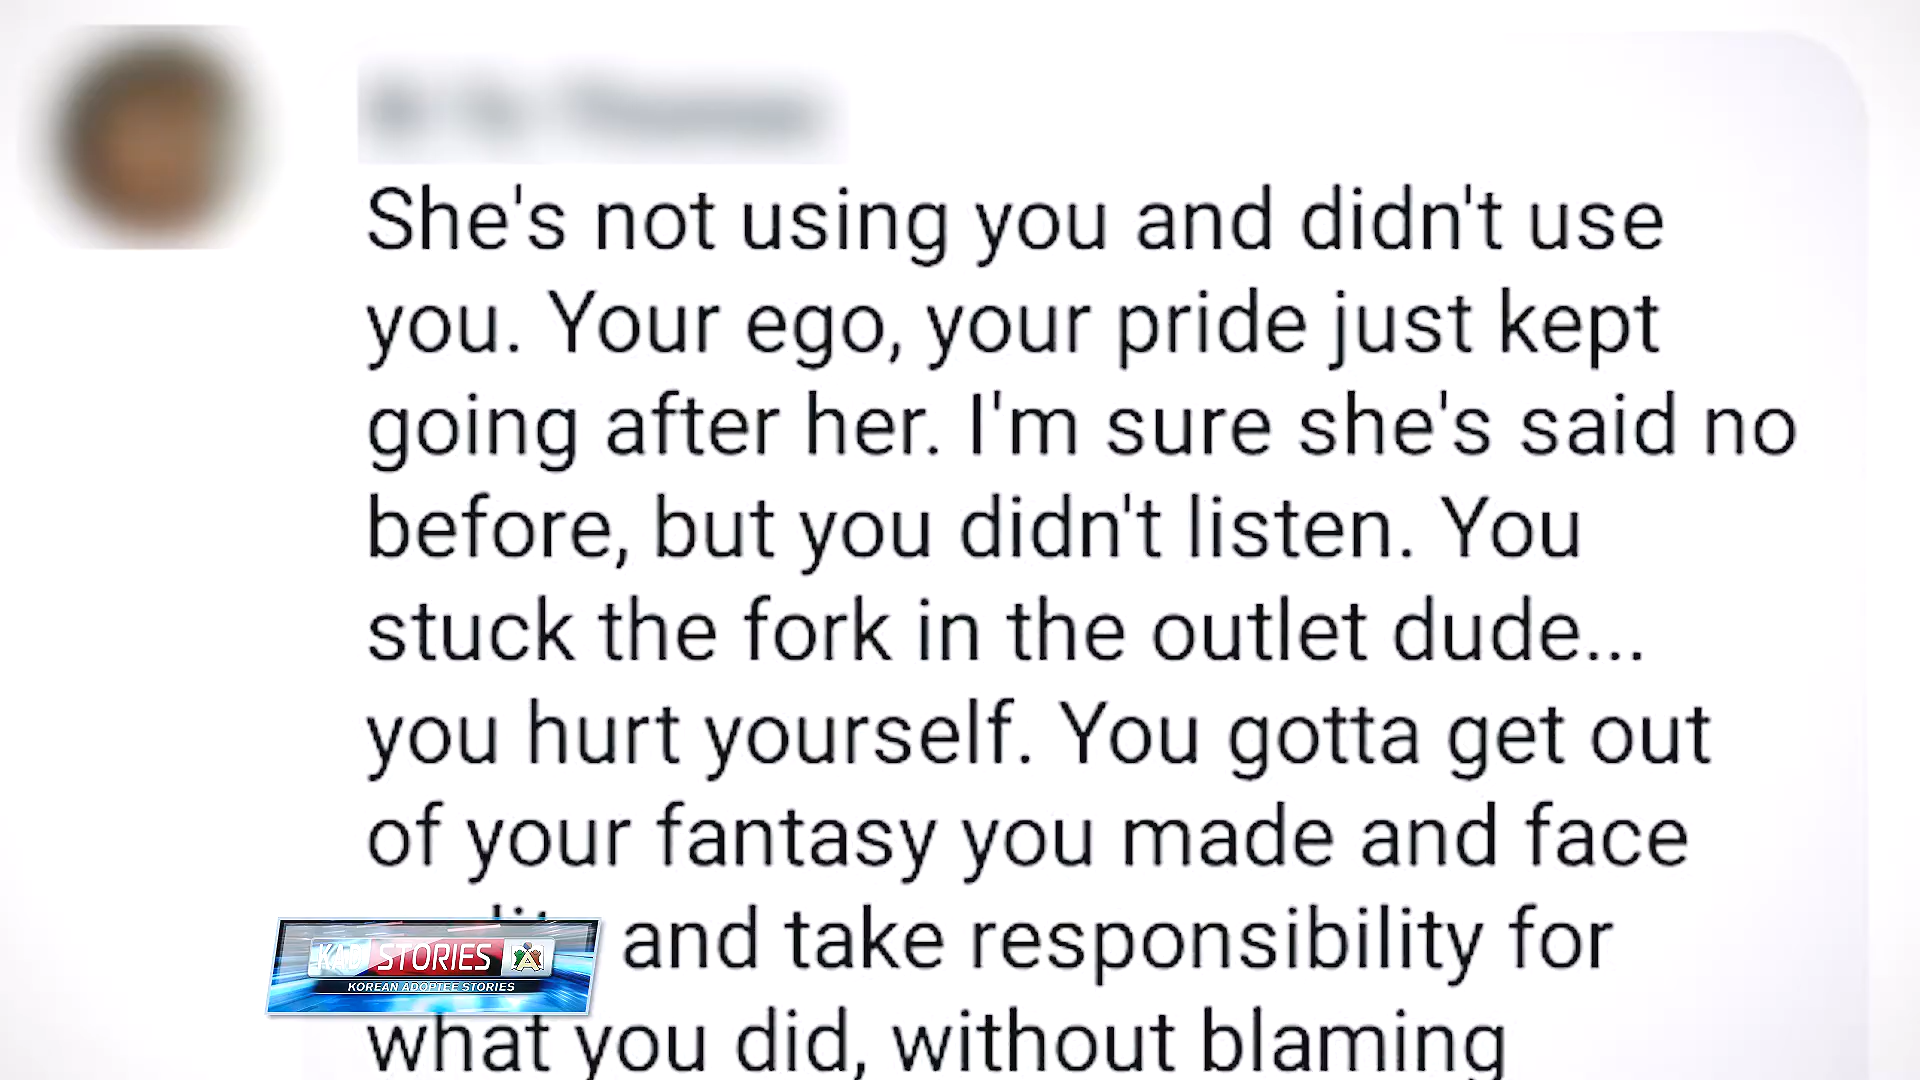 She's not using you and didn't use
you. Your ego, your pride just kept
going after her. I'm sure she's said no
before, but you didn't listen. You
stuck the fork in the outlet dude...
you hurt yourself. You gotta get out
of your fantasy you made and face
and take responsibility for
KAD STORIES
KOREAN ADOPTEE STORIES
what you did, without blaming